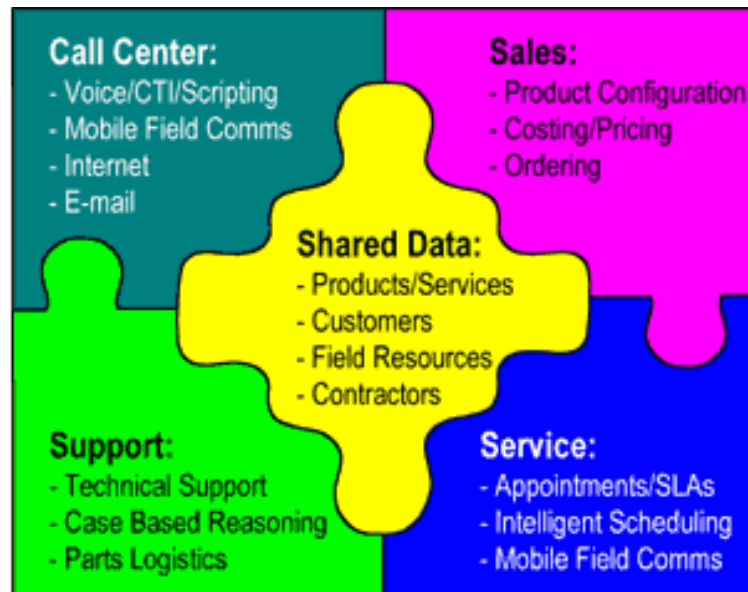 Call Center:
- Voice/CTI/Scripting
- Mobile Field Comms
- Internet
- E-mail
Sales:
- Product Configuration
- Costing/Pricing
- Ordering
Shared Data:
- Products/Services
- Customers
- Field Resources
- Contractors
Support:
- Technical Support
- Case Based Reasoning
- Parts Logistics
Service:
- Appointments/SLAs
- Intelligent Scheduling
- Mobile Field Comms